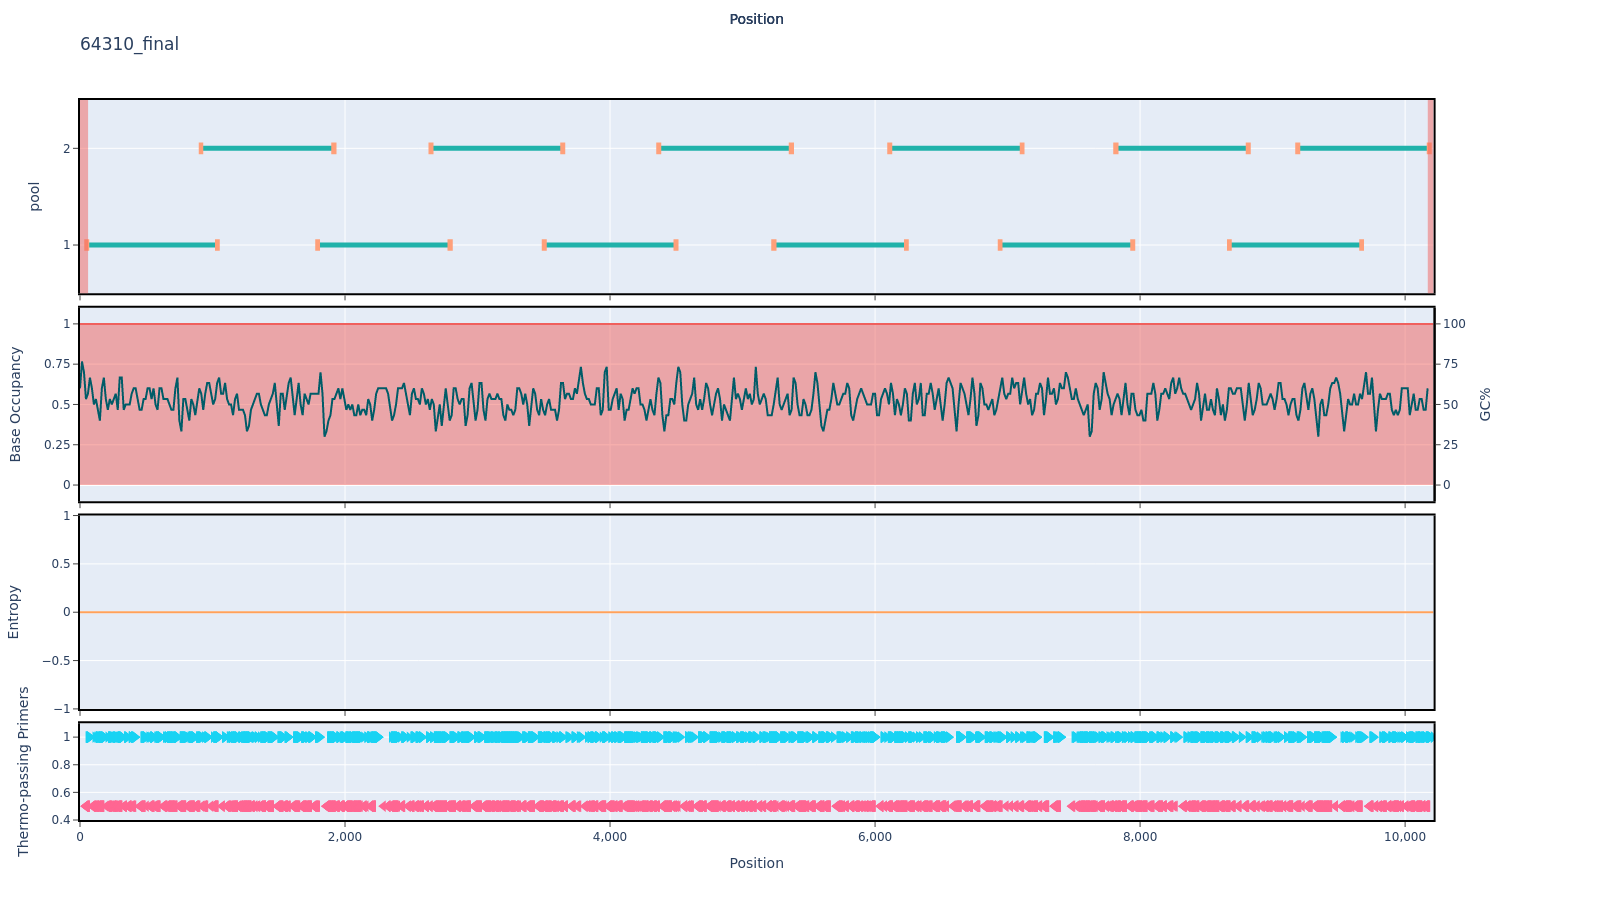 Position
64310_final
2
1
pool
1
0.75
0.5
0.25
0
Base Occupancy
100
75
50
25
0
GC%
1
0.5
0
−0.5
−1
Entropy
1
0.8
0.6
0.4
Thermo-passing Primers
0 2,000 4,000 6,000 8,000 10,000
Position